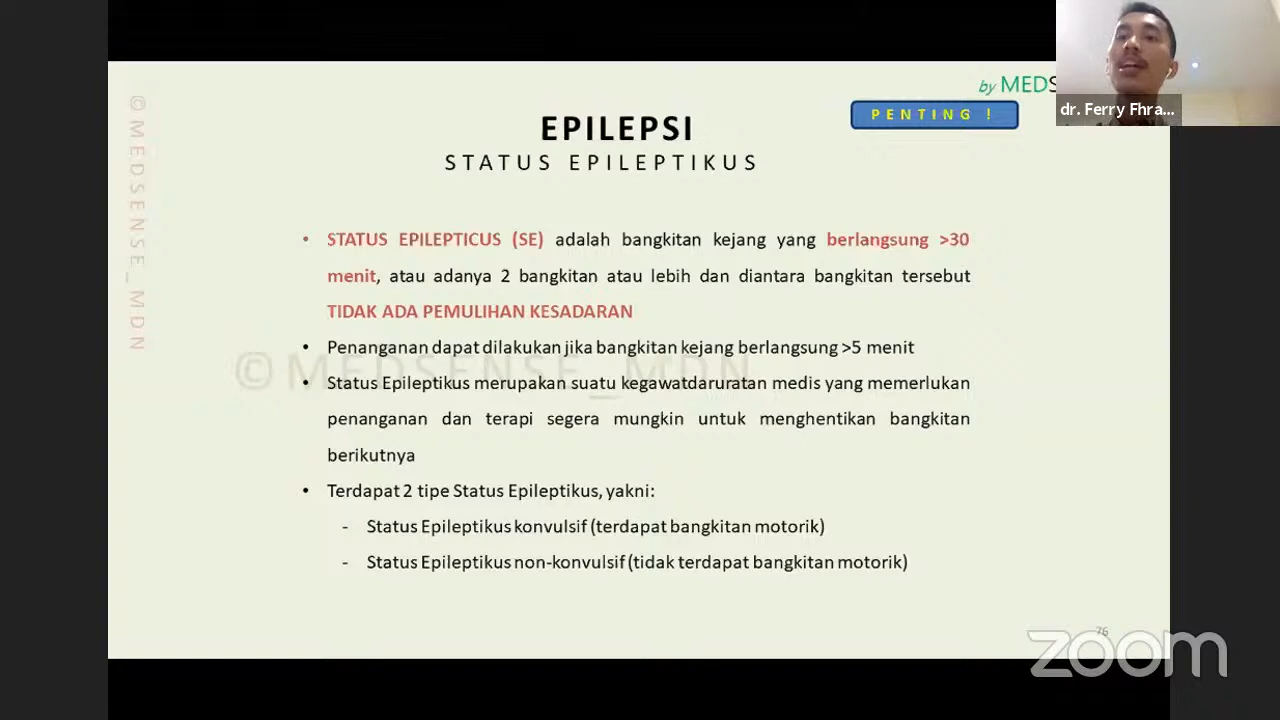 by MEDS
PENTING !
dr. Ferry Fhra...
EPILEPSI
STATUS EPILEPTIKUS
©MEDSENSE_MDN
• STATUS EPILEPTICUS (SE) adalah bangkitan kejang yang berlangsung >30
menit, atau adanya 2 bangkitan atau lebih dan diantara bangkitan tersebut
TIDAK ADA PEMULIHAN KESADARAN
• Penanganan dapat dilakukan jika bangkitan kejang berlangsung >5 menit
©MEDSENSE_MDN
• Status Epileptikus merupakan suatu kegawatdaruratan medis yang memerlukan
penanganan dan terapi segera mungkin untuk menghentikan bangkitan
berikutnya
• Terdapat 2 tipe Status Epileptikus, yakni:
- Status Epileptikus konvulsif (terdapat bangkitan motorik)
- Status Epileptikus non-konvulsif (tidak terdapat bangkitan motorik)
76
zoom